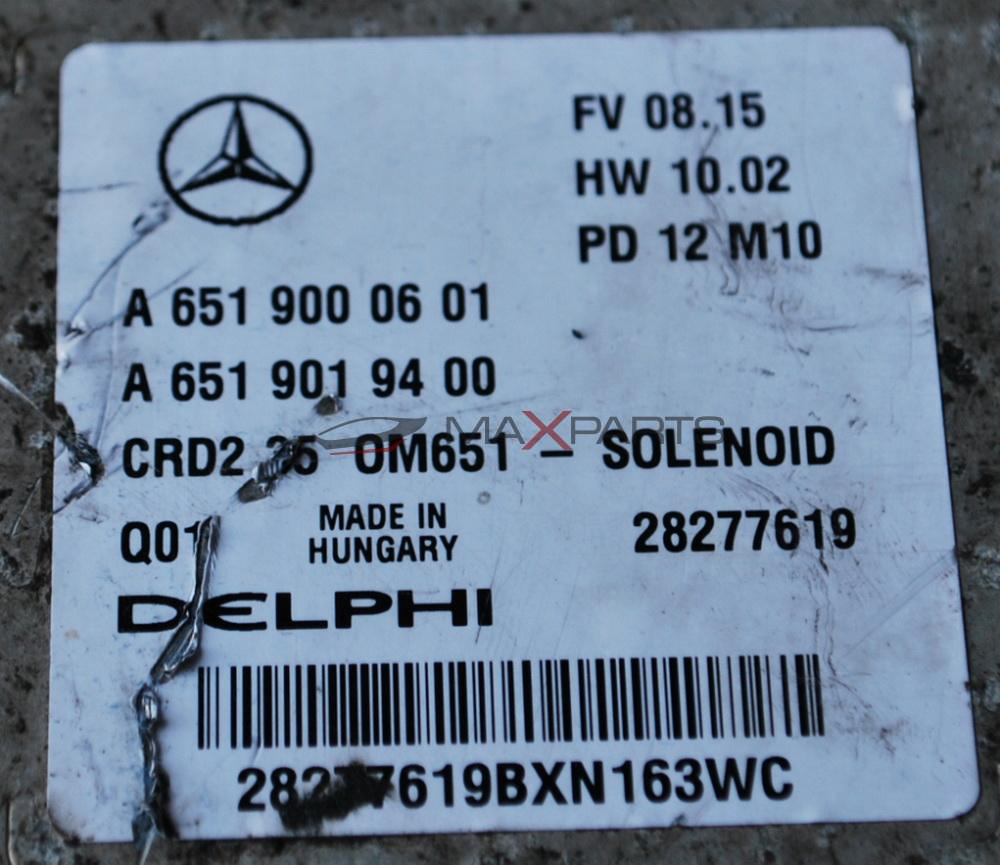 FV 08.15
HW 10.02
PD 12 M10
A 651 900 06 01
A 651 901 94 00
MAXPARTS
CRD2 OM651 - SOLENOID
Q01 MADE IN HUNGARY 28277619
DELPHI
28277619BXN163WC